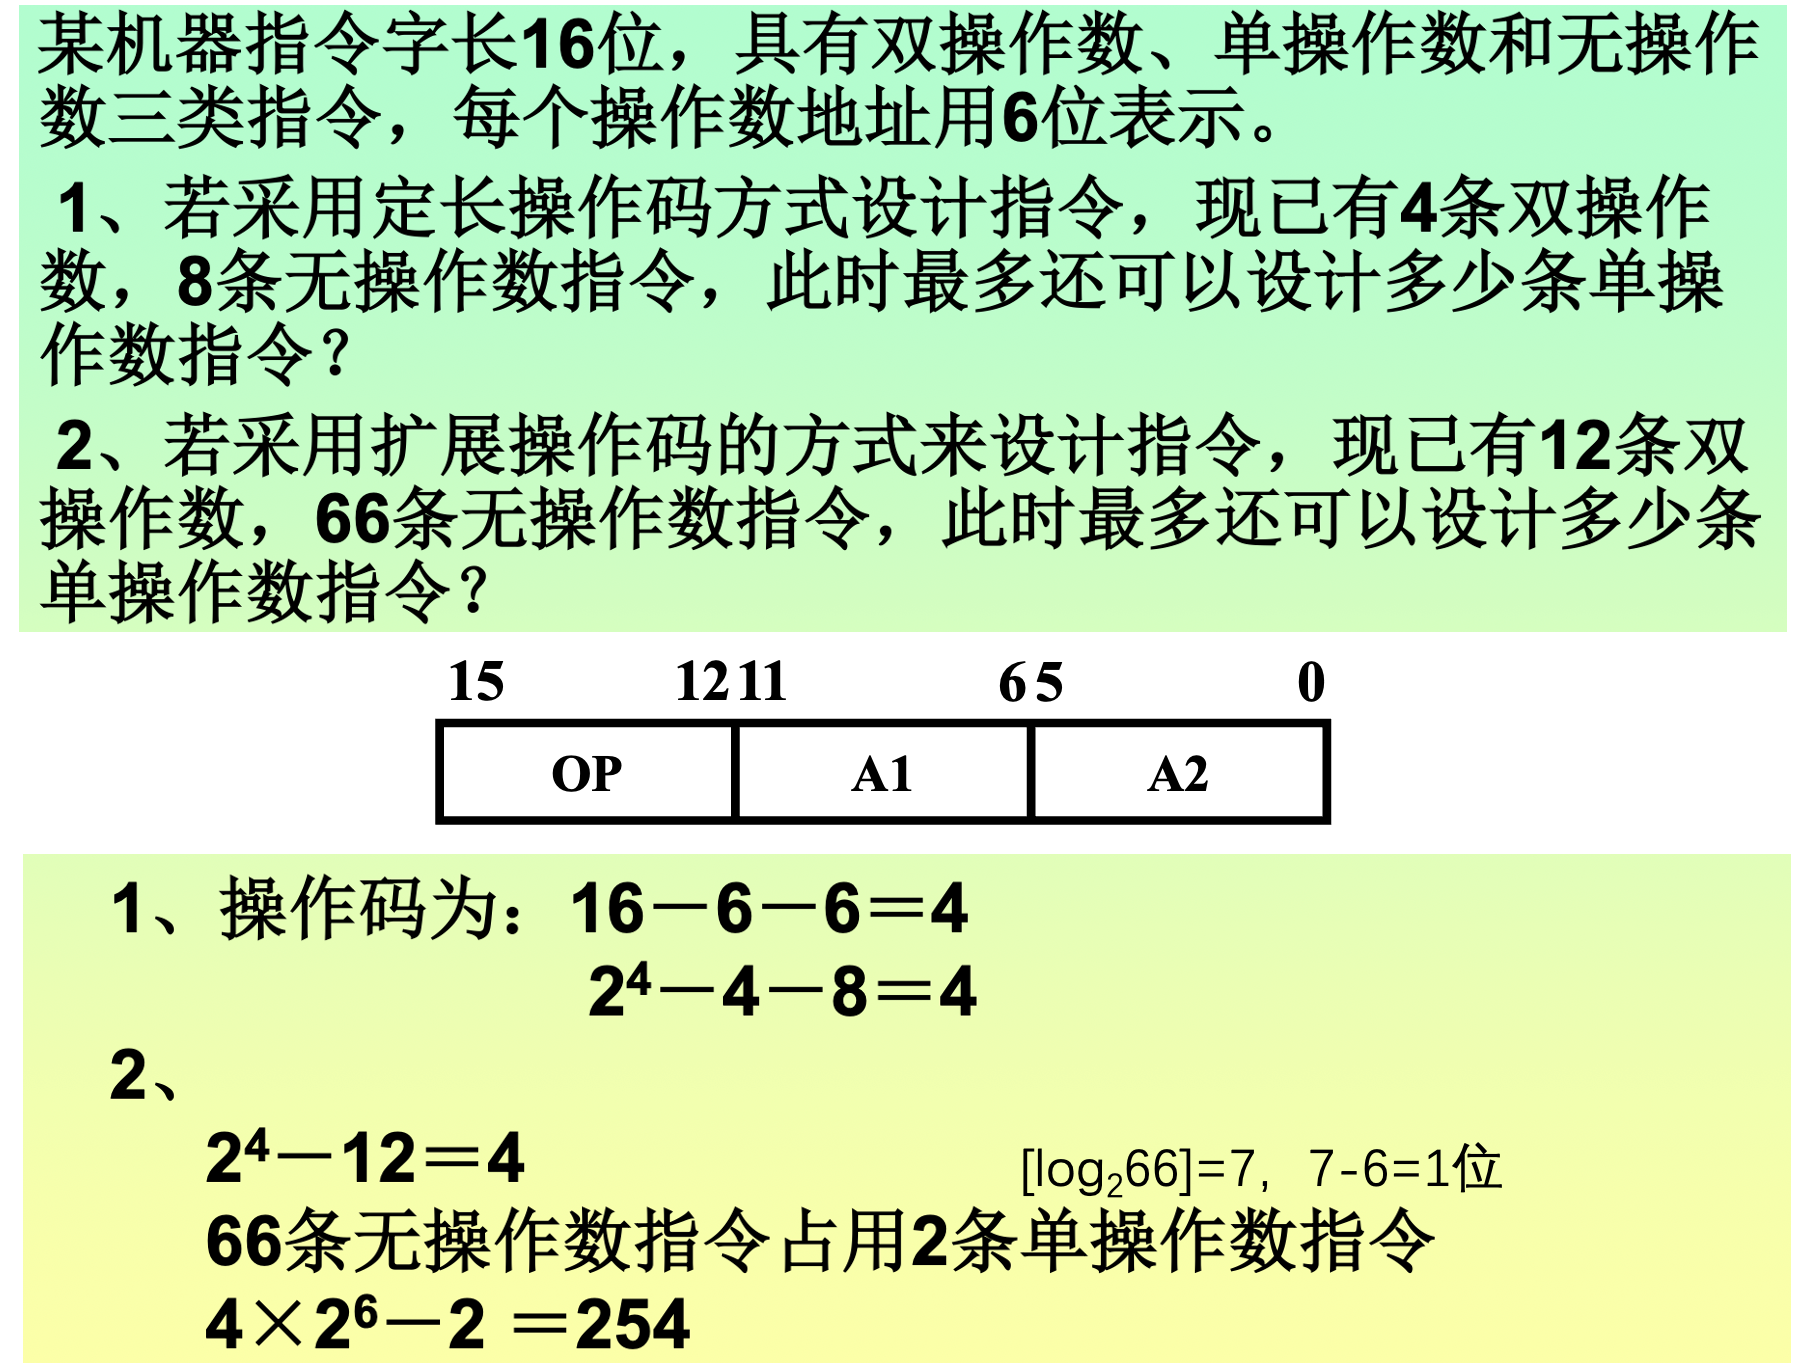 某机器指令字长16位，具有双操作数、单操作数和无操作
数三类指令，每个操作数地址用6位表示。
1、若采用定长操作码方式设计指令，现已有4条双操作
数，8条无操作数指令，此时最多还可以设计多少条单操
作数指令？
2、若采用扩展操作码的方式来设计指令，现已有12条双
操作数，66条无操作数指令，此时最多还可以设计多少条
单操作数指令？
15 12 11 6 5 0
OP A1 A2
1、操作码为：16－6－6＝4
2⁴－4－8＝4
2、
2⁴－12＝4
[log₂66]=7, 7-6=1位
66条无操作数指令占用2条单操作数指令
4×2⁶－2 ＝254